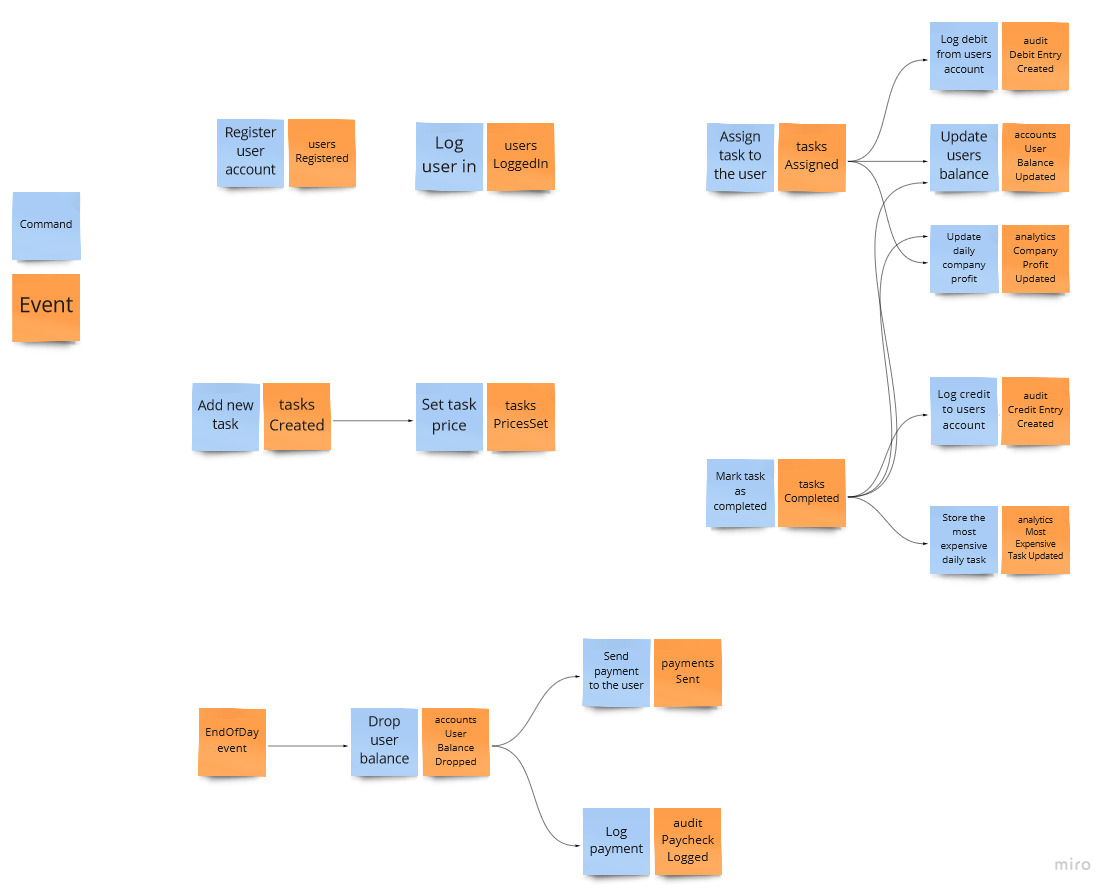 Log debit
from users
account
audit
Debit Entry
Created
Register
user
account
users
Registered
Log
user in
users
LoggedIn
Assign
task to
the user
tasks
Assigned
Update
users
balance
accounts
User
Balance
Updated
Command
Event
Update
daily
company
profit
analytics
Company
Profit
Updated
Add new
task
tasks
Created
Set task
price
tasks
PricesSet
Log credit
to users
account
audit
Credit Entry
Created
Mark task
as
completed
tasks
Completed
Store the
most
expensive
daily task
analytics
Most
Expensive
Task Updated
Send
payment
to the user
payments
Sent
EndOfDay
event
Drop
user
balance
accounts
User
Balance
Dropped
Log
payment
audit
Paycheck
Logged
miro